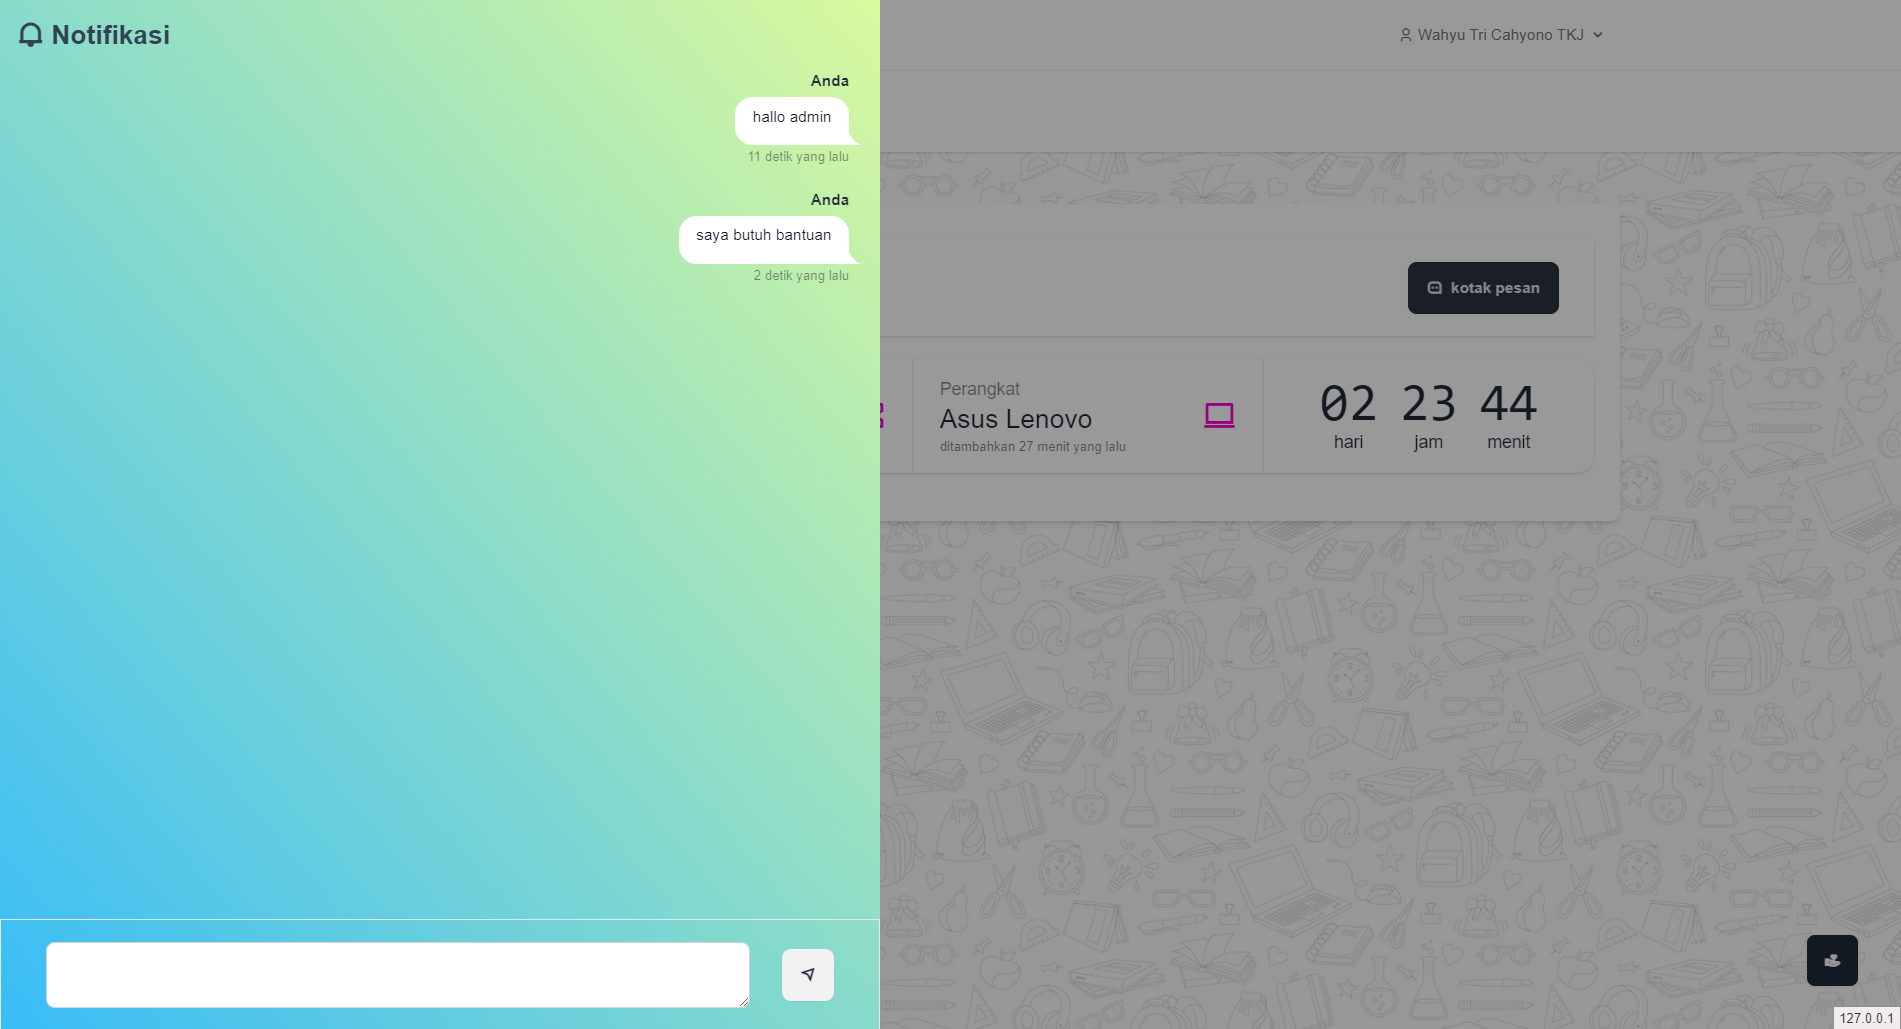 Notifikasi
Anda
hallo admin
11 detik yang lalu
Anda
saya butuh bantuan
2 detik yang lalu
Wahyu Tri Cahyono TKJ
kotak pesan
Perangkat
Asus Lenovo
ditambahkan 27 menit yang lalu
02 23 44
hari jam menit
127.0.0.1